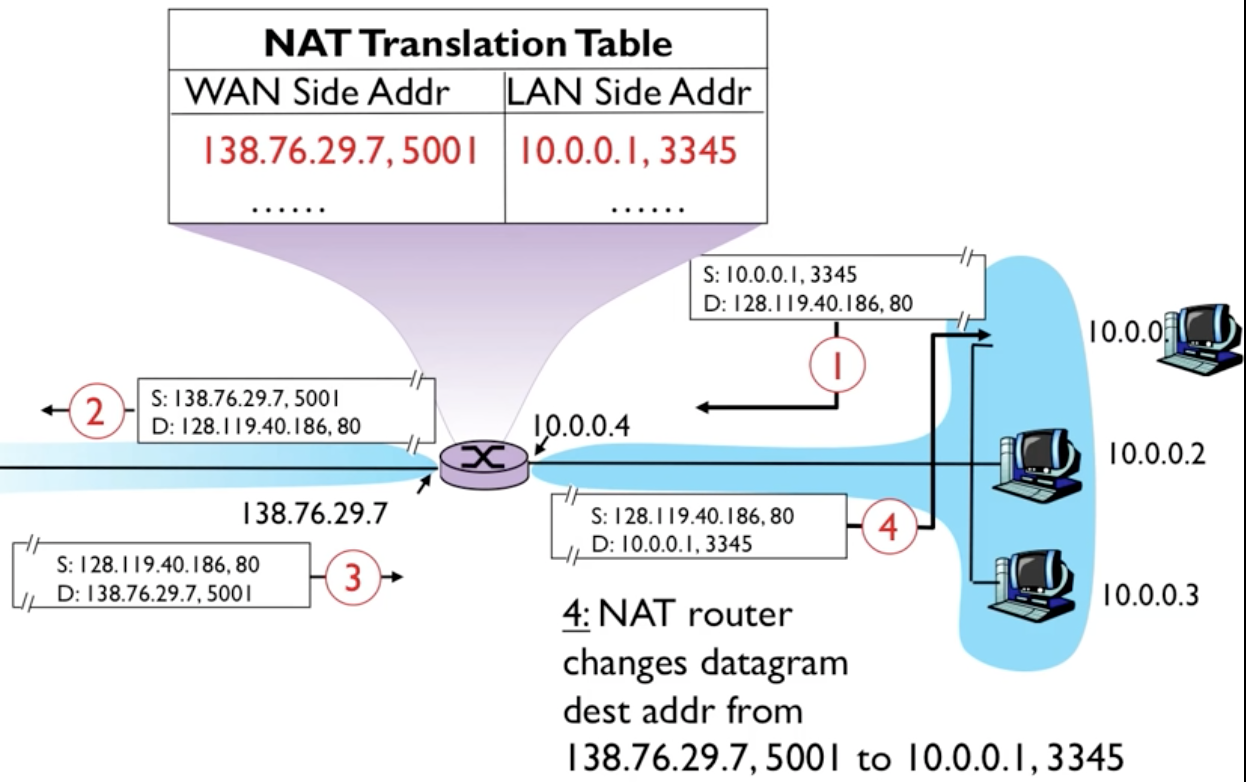 NAT Translation Table
WAN Side Addr LAN Side Addr
138.76.29.7, 5001 10.0.0.1, 3345
...... ......
S: 10.0.0.1, 3345
D: 128.119.40.186, 80
1
10.0.0.
2
S: 138.76.29.7, 5001
D: 128.119.40.186, 80
10.0.0.4
10.0.0.2
138.76.29.7
S: 128.119.40.186, 80
D: 10.0.0.1, 3345
4
S: 128.119.40.186, 80
D: 138.76.29.7, 5001
3
10.0.0.3
4: NAT router
changes datagram
dest addr from
138.76.29.7, 5001 to 10.0.0.1, 3345